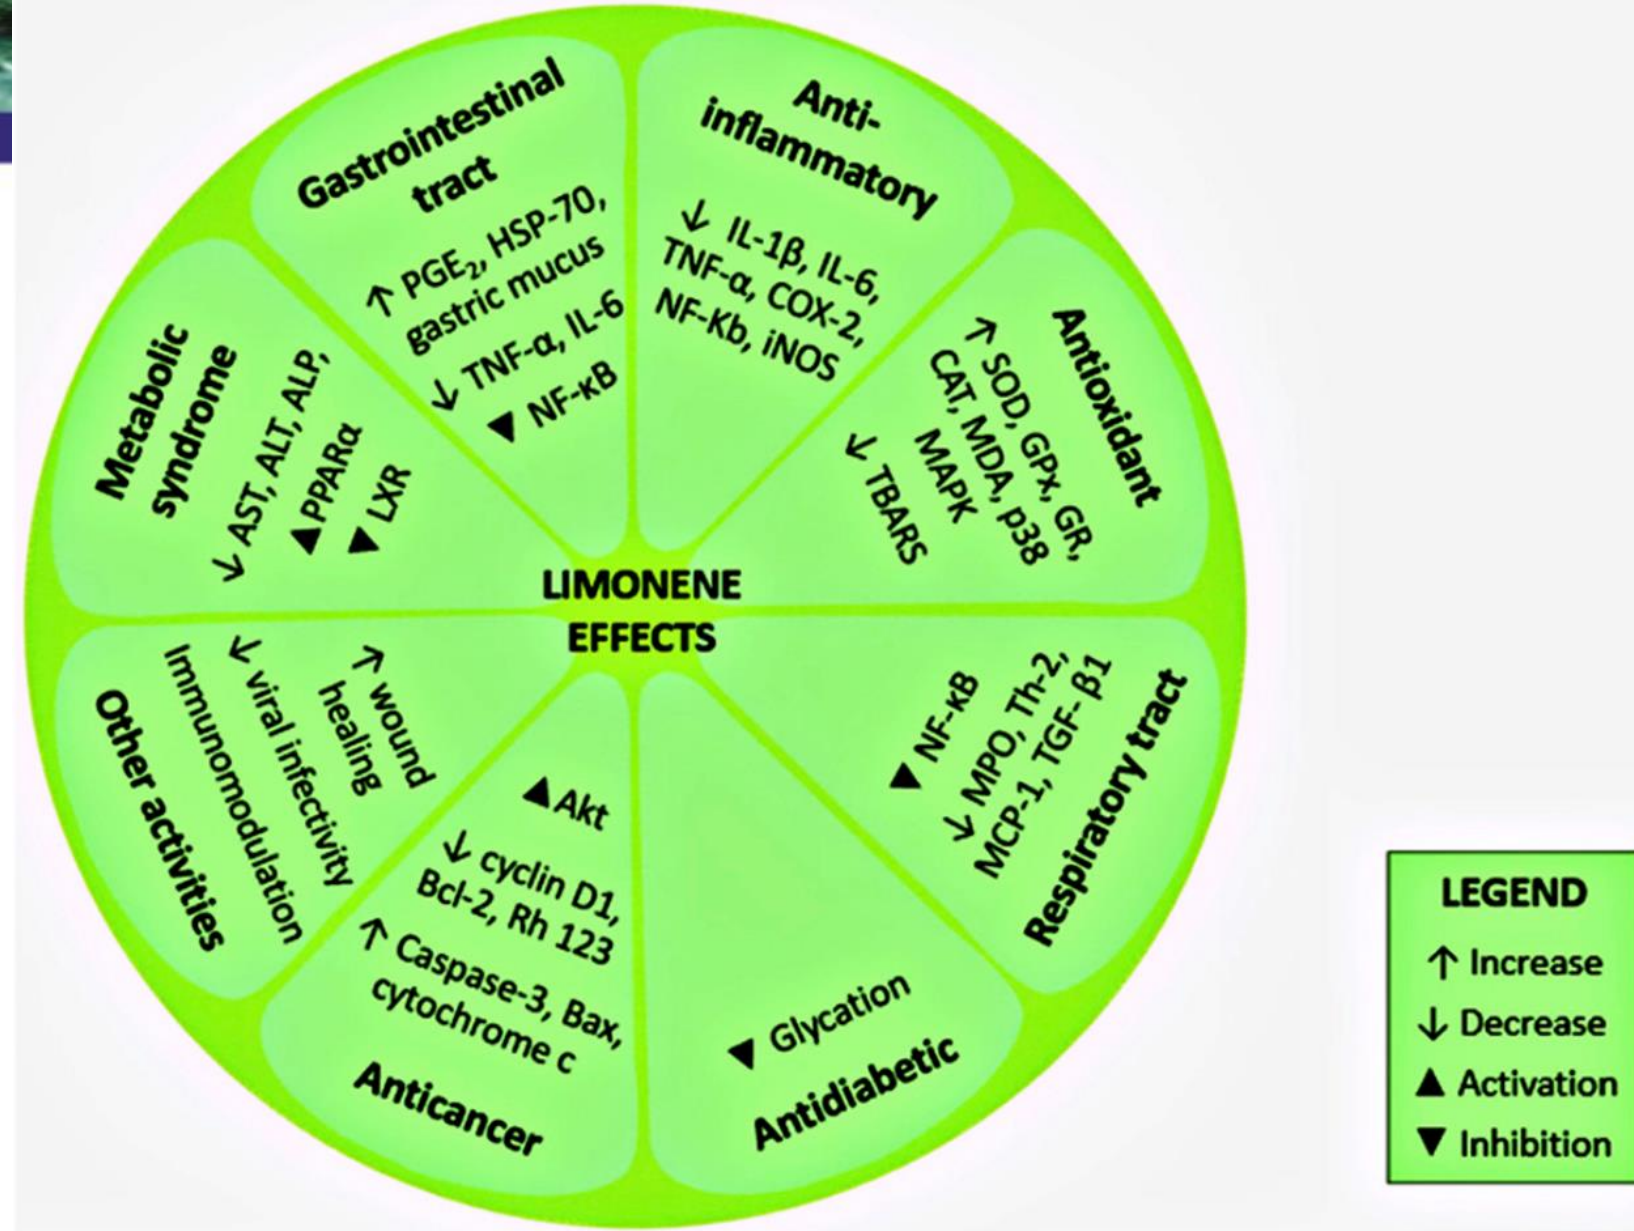 Gastrointestinal
tract
↑ PGE₂, HSP-70,
gastric mucus
↓ TNF-α, IL-6
▼ NF-κB
Anti-
inflammatory
↓ IL-1β, IL-6,
TNF-α, COX-2,
NF-Kb, iNOS
Antioxidant
↑ SOD, GPx, GR,
CAT, MDA, p38
MAPK
↓ TBARS
Respiratory tract
▼ NF-κB
↓ MPO, Th-2,
MCP-1, TGF- β1
Antidiabetic
▼ Glycation
Anticancer
▲Akt
↓ cyclin D1,
Bcl-2, Rh 123
↑ Caspase-3, Bax,
cytochrome c
Other activities
Immunomodulation
↓ viral infectivity
↑ wound
healing
Metabolic
syndrome
↓ AST, ALT, ALP,
▲PPARα
▼ LXR
LIMONENE
EFFECTS
LEGEND
↑ Increase
↓ Decrease
▲ Activation
▼ Inhibition